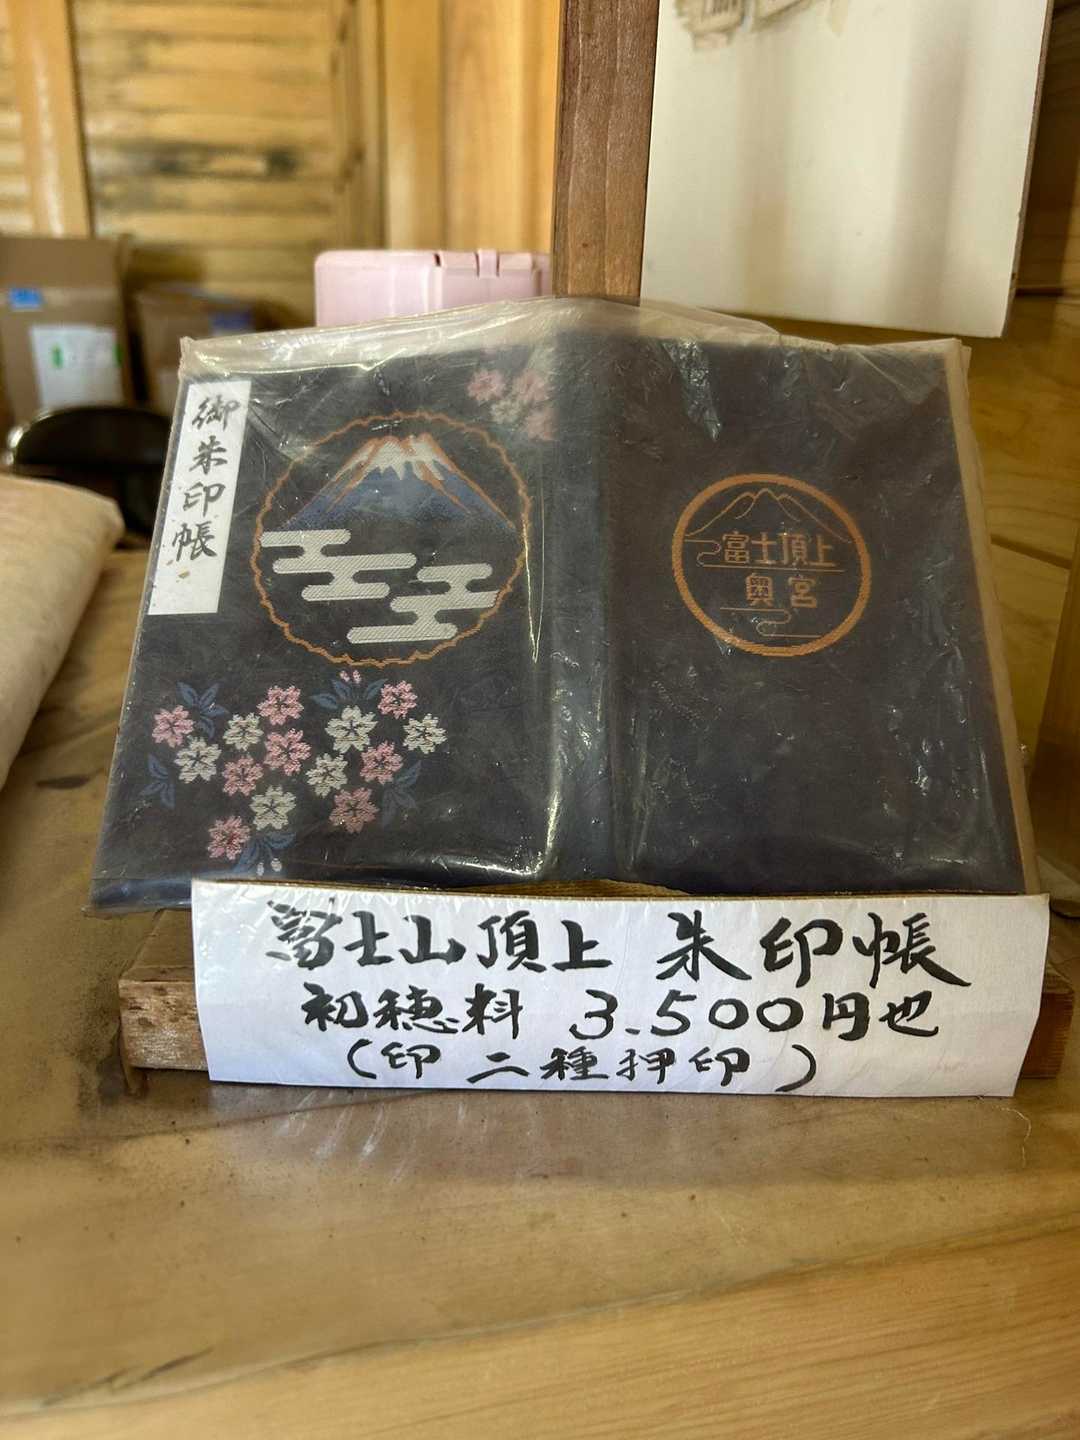 御朱印帳
富士頂上
奥宮
富士山頂上 朱印帳
初穂料 3.500円也
(印 二種押印)